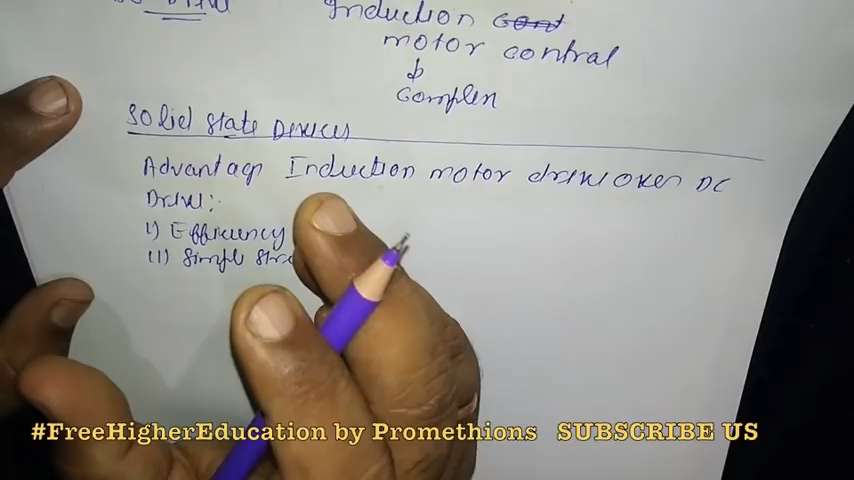 Induction
motor control
Complex
Solid State Devices
Advantage Induction motor drive over DC
Drive:
i) Efficiency
(ii) Simple
#FreeHigherEducation by Promethions SUBSCRIBE US